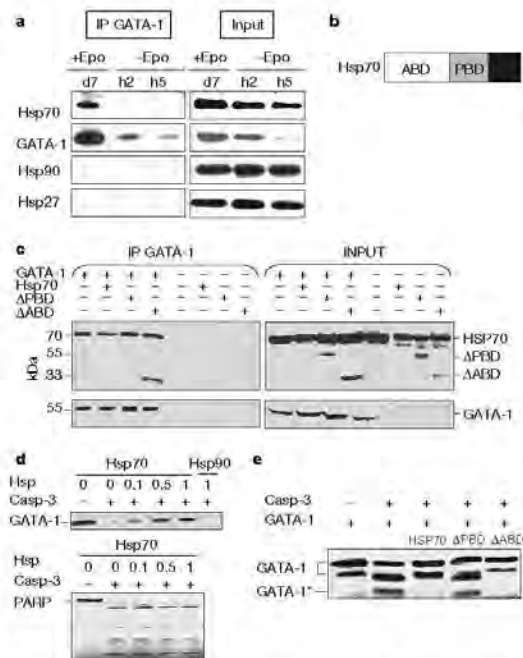 a
IP GATA-1 Input
+Epo -Epo +Epo -Epo
d7 h2 h5 d7 h2 h5
Hsp70
GATA-1
Hsp90
Hsp27
b
Hsp70 ABD PBD
c
IP GATA-1 INPUT
GATA-1 + + + + - - - - + + + + - - - -
Hsp70 - + - - - + - - - + - - - + - -
ΔPBD - - + - - - + - - - + - - - + -
ΔABD - - - + - - - + - - - + - - - +
70 HSP70
55 ΔPBD
33 ΔABD
kDa
55 GATA-1
d
Hsp70 Hsp90
Hsp 0 0 0.1 0.5 1 1
Casp-3 - + + + + +
GATA-1
Hsp70
Hsp 0 0 0.1 0.5 1
Casp-3 - + + + +
PARP
e
Casp-3 - + + + +
GATA-1 + + + + +
HSP70 ΔPBD ΔABD
GATA-1
GATA-1*